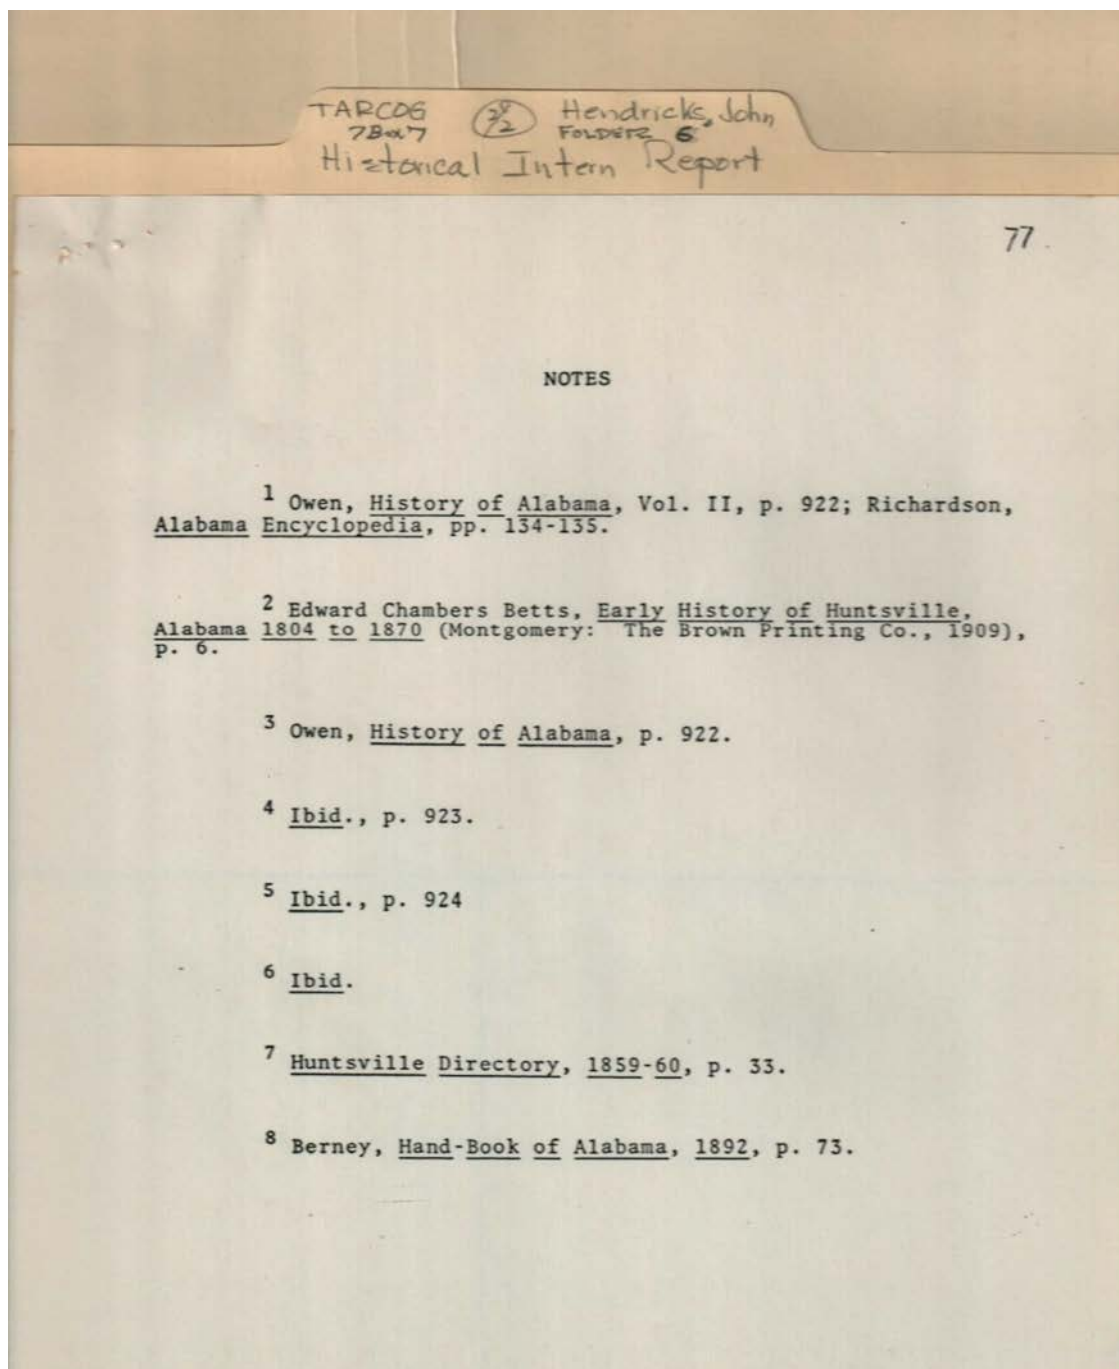 TARCOG Hendricks, John
FOLDER 6
Historical Intern Report
77
NOTES
1 Owen, History of Alabama, Vol. II, p. 922; Richardson,
Alabama Encyclopedia, pp. 134-135.
2 Edward Chambers Betts, Early History of Huntsville,
Alabama 1804 to 1870 (Montgomery: The Brown Printing Co., 1909),
p. 6.
3 Owen, History of Alabama, p. 922.
4 Ibid., p. 923.
5 Ibid., p. 924
6 Ibid.
7 Huntsville Directory, 1859-60, p. 33.
8 Berney, Hand-Book of Alabama, 1892, p. 73.